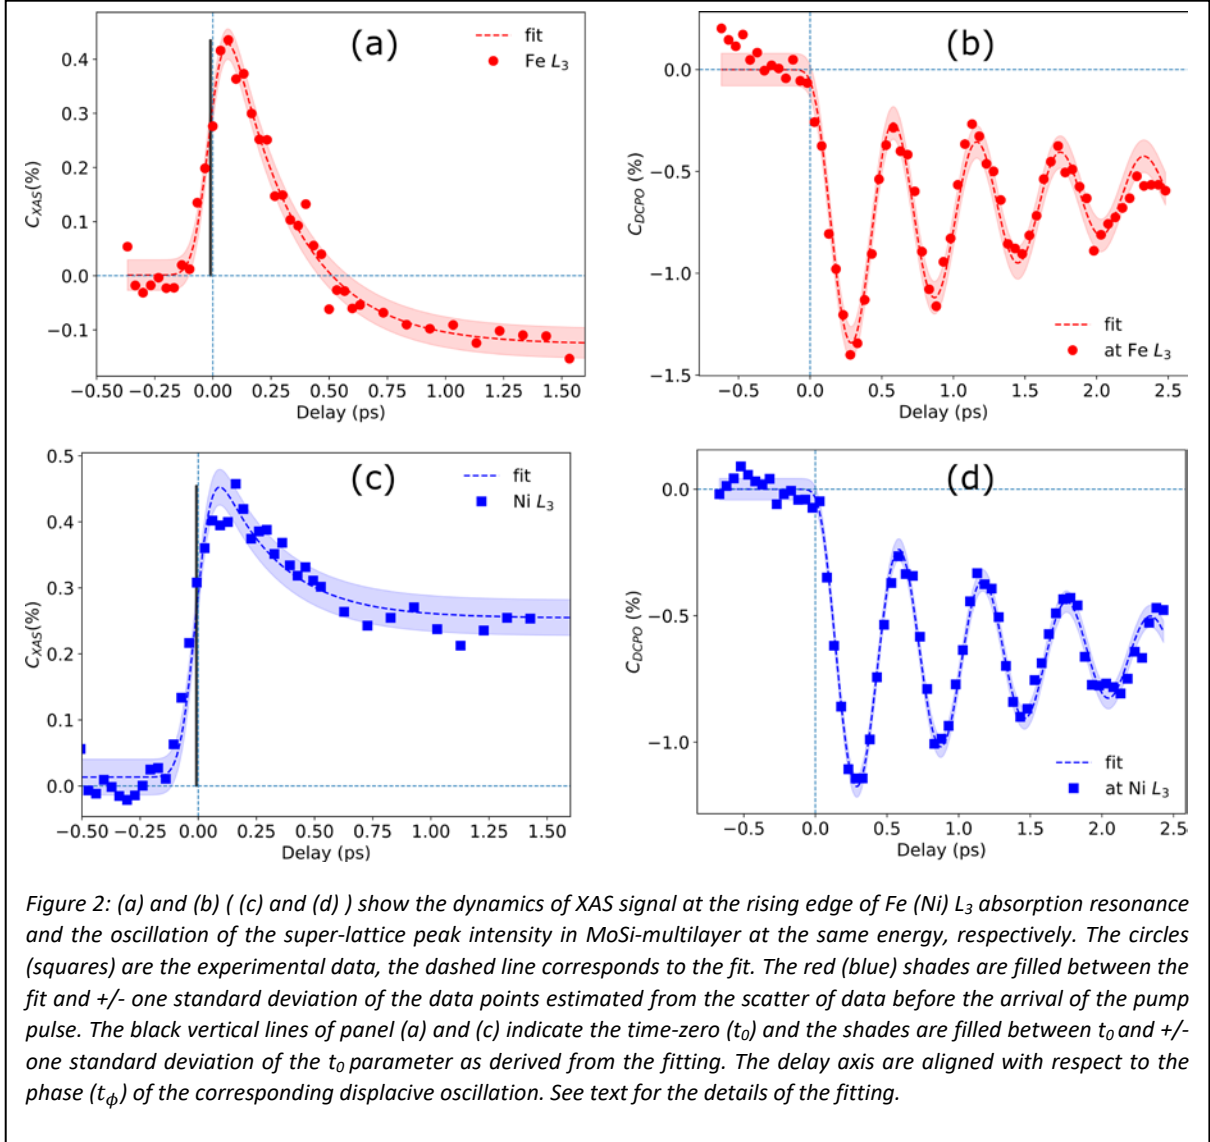 (a)
fit
Fe L3
0.4
0.3
0.2
0.1
0.0
−0.1
CXAS(%)
−0.50 −0.25 0.00 0.25 0.50 0.75 1.00 1.25 1.50
Delay (ps)
(b)
0.0
−0.5
−1.0
−1.5
CDCPO (%)
fit
at Fe L3
−0.5 0.0 0.5 1.0 1.5 2.0 2.5
Delay (ps)
(c)
fit
Ni L3
0.5
0.4
0.3
0.2
0.1
0.0
CXAS(%)
−0.50 −0.25 0.00 0.25 0.50 0.75 1.00 1.25 1.50
Delay (ps)
(d)
0.0
−0.5
−1.0
CDCPO (%)
fit
at Ni L3
−0.5 0.0 0.5 1.0 1.5 2.0 2.5
Delay (ps)
Figure 2: (a) and (b) ( (c) and (d) ) show the dynamics of XAS signal at the rising edge of Fe (Ni) L3 absorption resonance
and the oscillation of the super-lattice peak intensity in MoSi-multilayer at the same energy, respectively. The circles
(squares) are the experimental data, the dashed line corresponds to the fit. The red (blue) shades are filled between the
fit and +/- one standard deviation of the data points estimated from the scatter of data before the arrival of the pump
pulse. The black vertical lines of panel (a) and (c) indicate the time-zero (t0) and the shades are filled between t0 and +/-
one standard deviation of the t0 parameter as derived from the fitting. The delay axis are aligned with respect to the
phase (tϕ) of the corresponding displacive oscillation. See text for the details of the fitting.